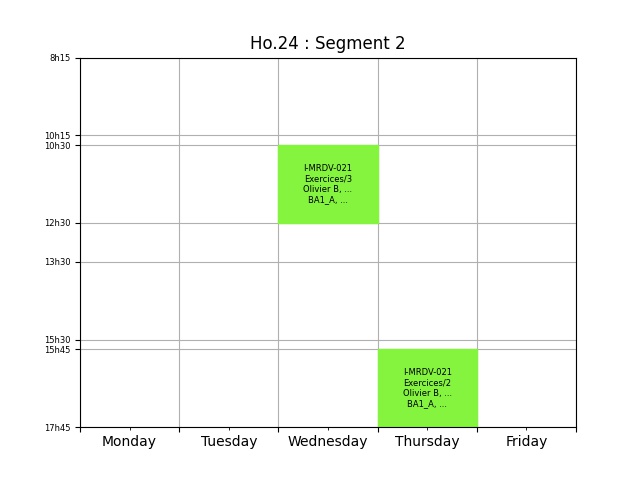 Ho.24 : Segment 2
8h15
10h15
10h30
I-MRDV-021
Exercices/3
Olivier B, ...
BA1_A, ...
12h30
13h30
15h30
15h45
I-MRDV-021
Exercices/2
Olivier B, ...
BA1_A, ...
17h45
Monday Tuesday Wednesday Thursday Friday